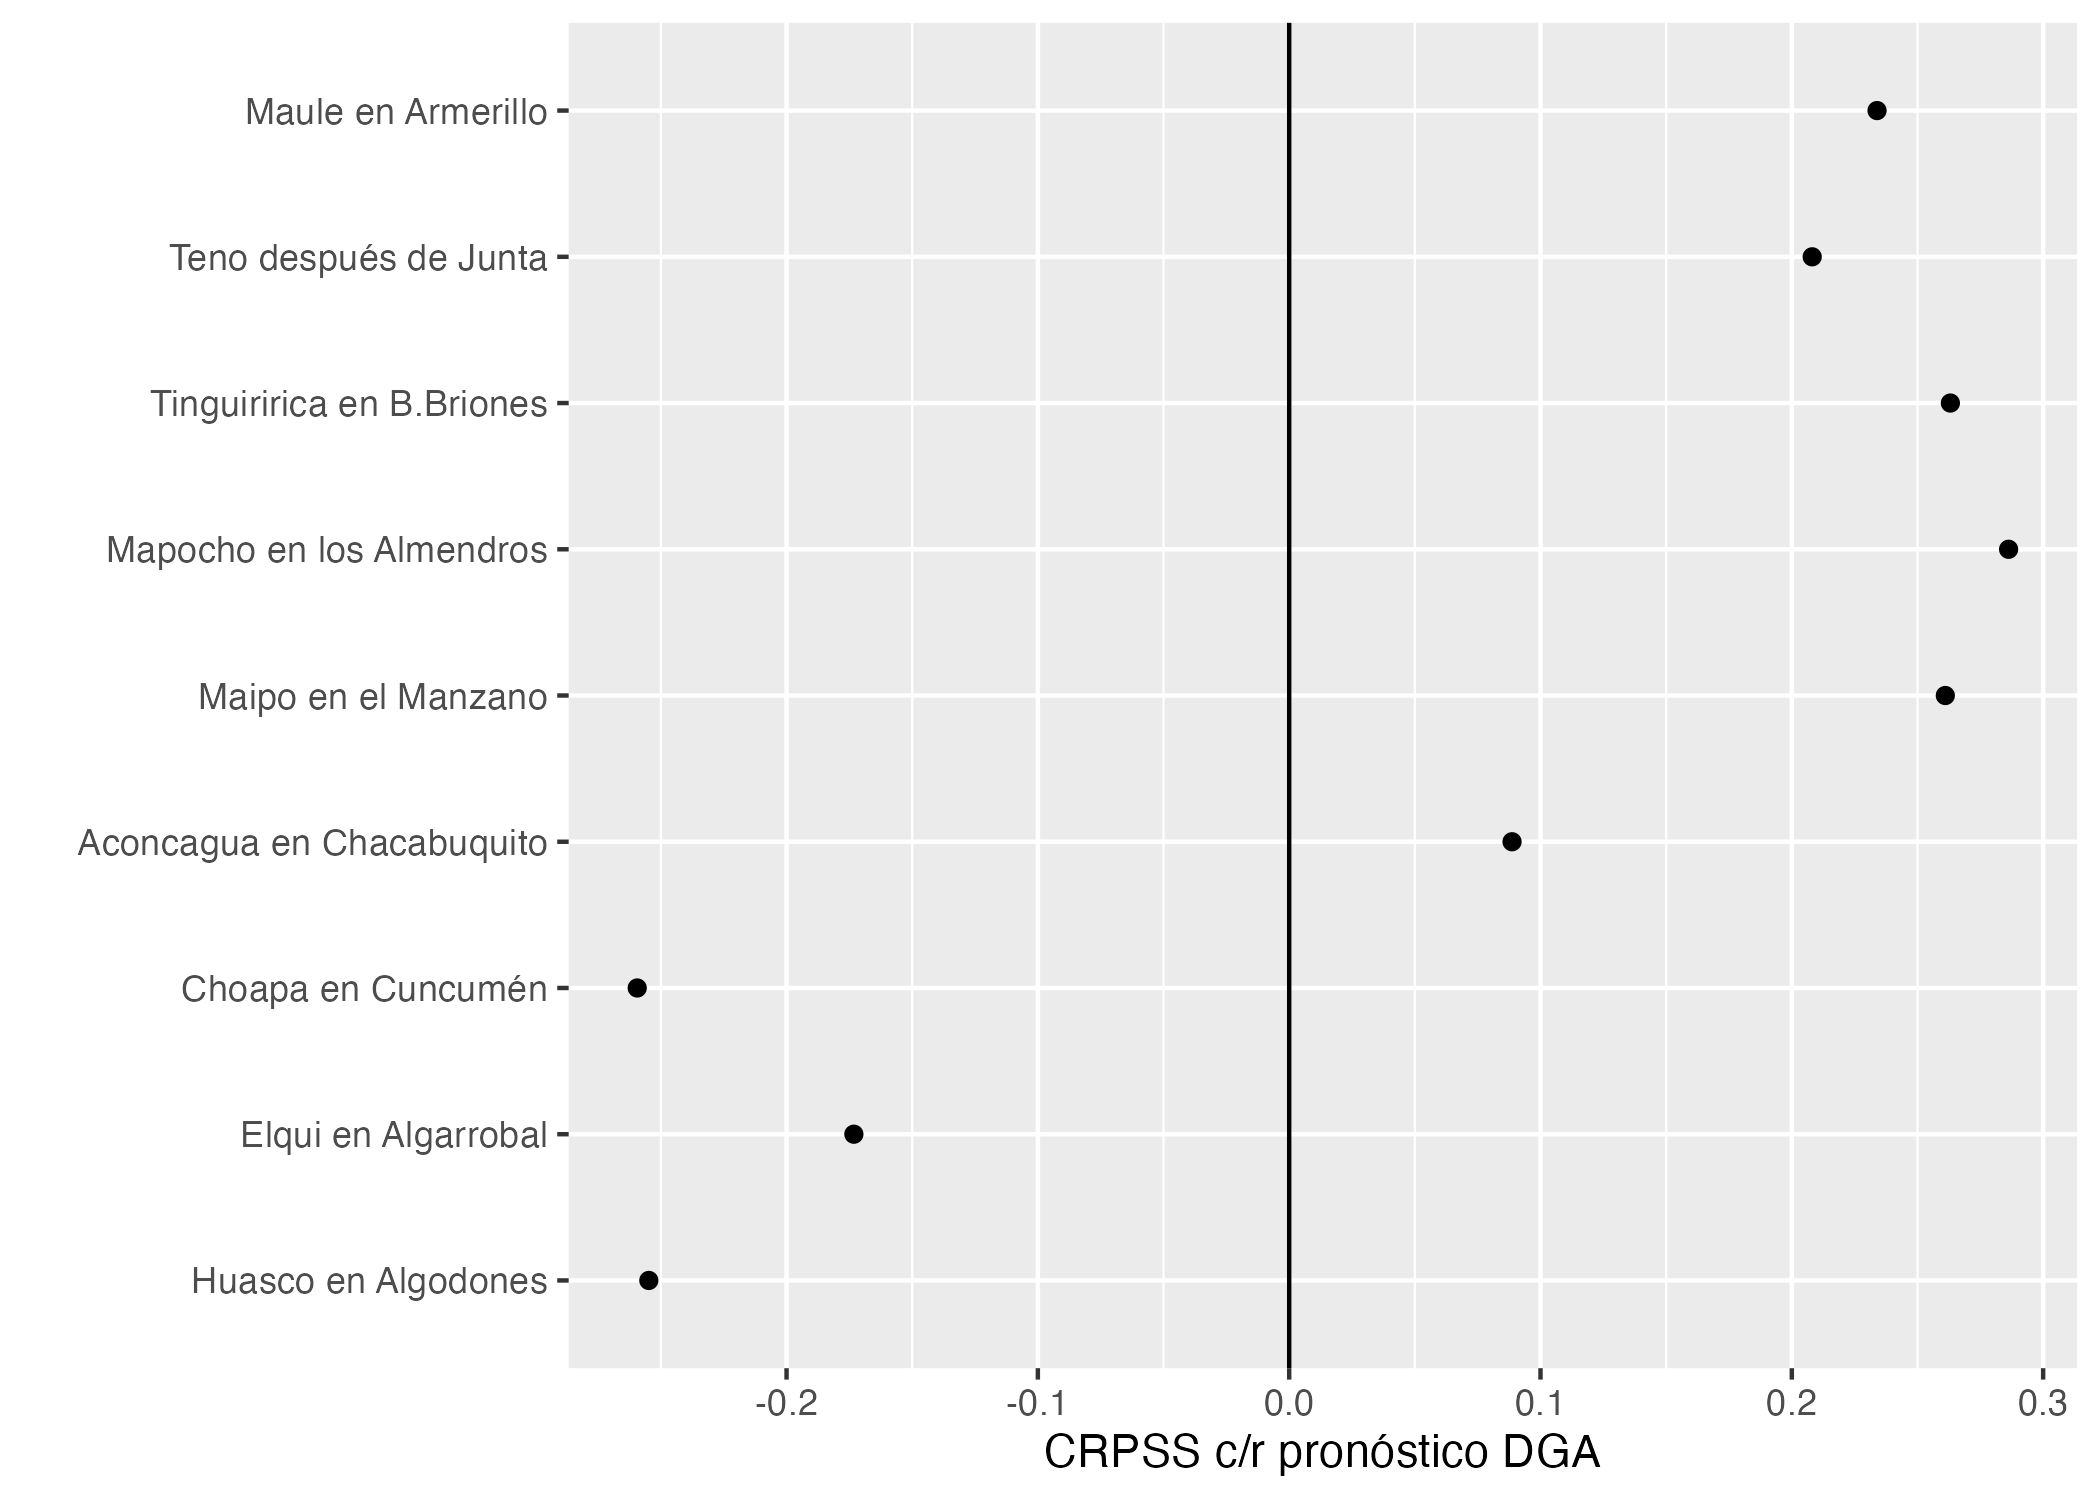 Maule en Armerillo
Teno después de Junta
Tinguiririca en B.Briones
Mapocho en los Almendros
Maipo en el Manzano
Aconcagua en Chacabuquito
Choapa en Cuncumén
Elqui en Algarrobal
Huasco en Algodones
-0.2 -0.1 0.0 0.1 0.2 0.3
CRPSS c/r pronóstico DGA